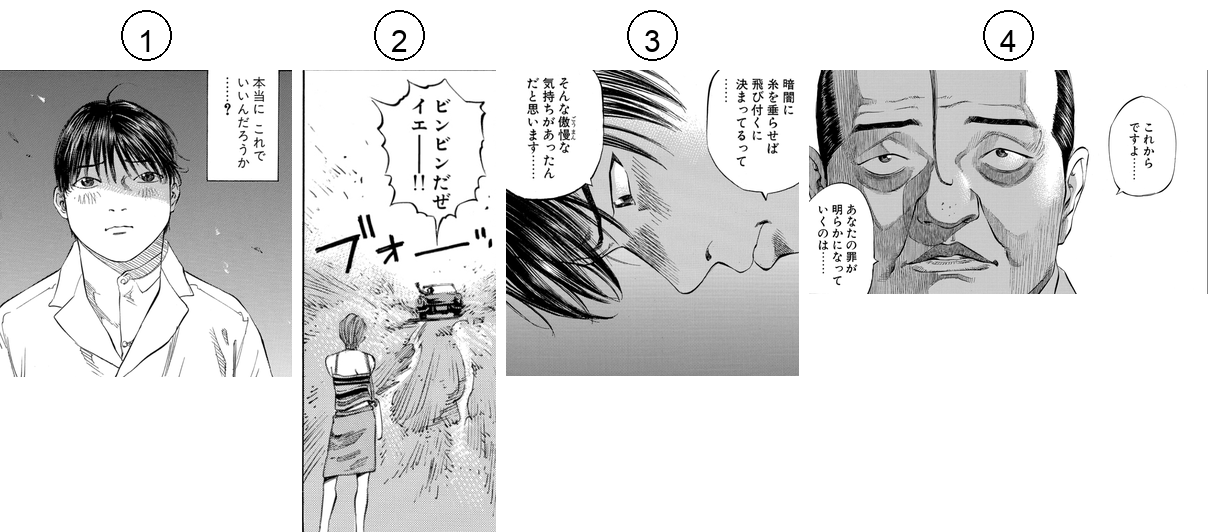 1
2
3
4
本当に これで
いいんだろうか
……?
ビンビンだぜ
イエ――!!
ブォーー
暗闇に
糸を垂らせば
飛び付くに
決まってるって
……
そんな傲慢な
ごうまん
気持ちがあったん
だと思います……
これから
ですよ……
あなたの罪が
明らかになって
いくのは……